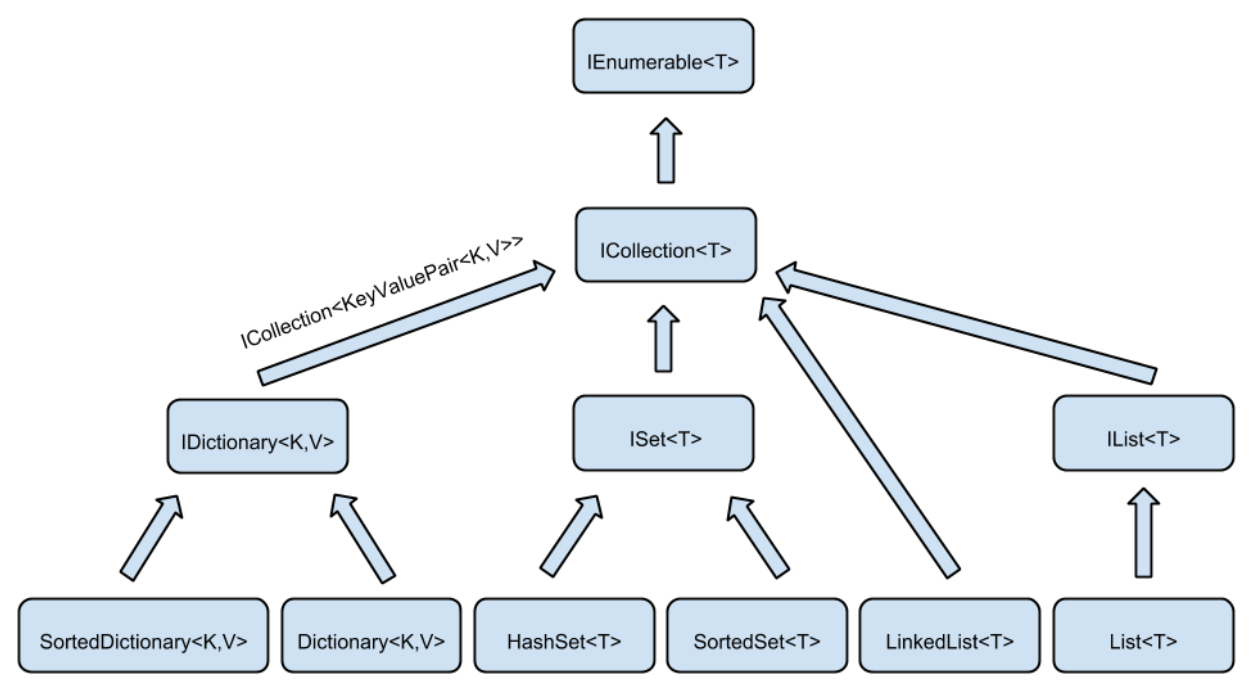 IEnumerable<T>
ICollection<T>
ICollection<KeyValuePair<K,V>>
IDictionary<K,V>
ISet<T>
IList<T>
SortedDictionary<K,V>
Dictionary<K,V>
HashSet<T>
SortedSet<T>
LinkedList<T>
List<T>